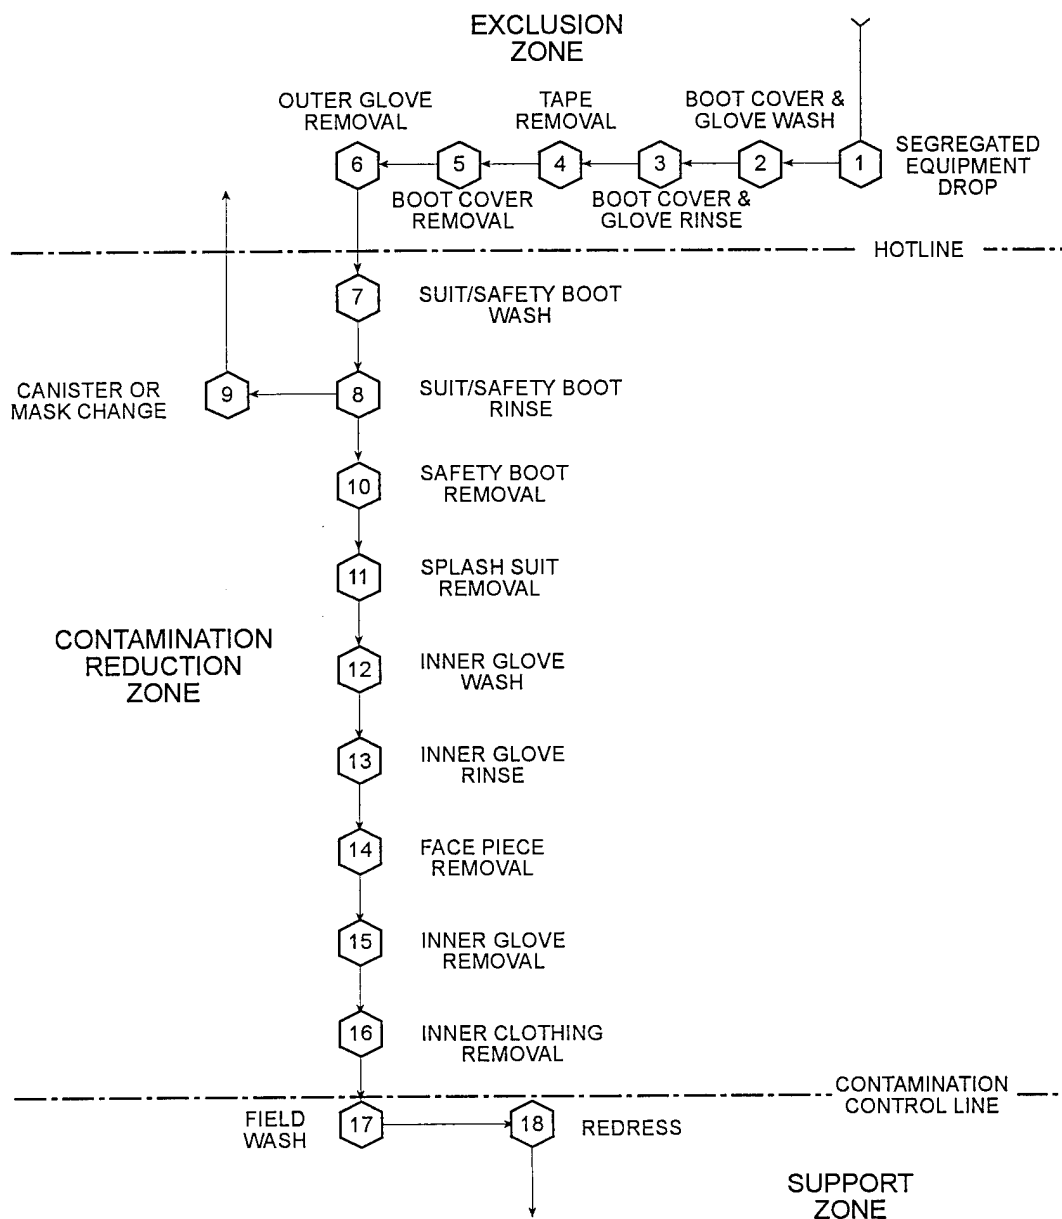 EXCLUSION
ZONE
OUTER GLOVE
REMOVAL
TAPE
REMOVAL
BOOT COVER &
GLOVE WASH
6
5
4
3
2
1
SEGREGATED
EQUIPMENT
DROP
BOOT COVER
REMOVAL
BOOT COVER &
GLOVE RINSE
HOTLINE
7
SUIT/SAFETY BOOT
WASH
CANISTER OR
MASK CHANGE
9
8
SUIT/SAFETY BOOT
RINSE
10
SAFETY BOOT
REMOVAL
11
SPLASH SUIT
REMOVAL
CONTAMINATION
REDUCTION
ZONE
12
INNER GLOVE
WASH
13
INNER GLOVE
RINSE
14
FACE PIECE
REMOVAL
15
INNER GLOVE
REMOVAL
16
INNER CLOTHING
REMOVAL
CONTAMINATION
CONTROL LINE
FIELD
WASH
17
18
REDRESS
SUPPORT
ZONE